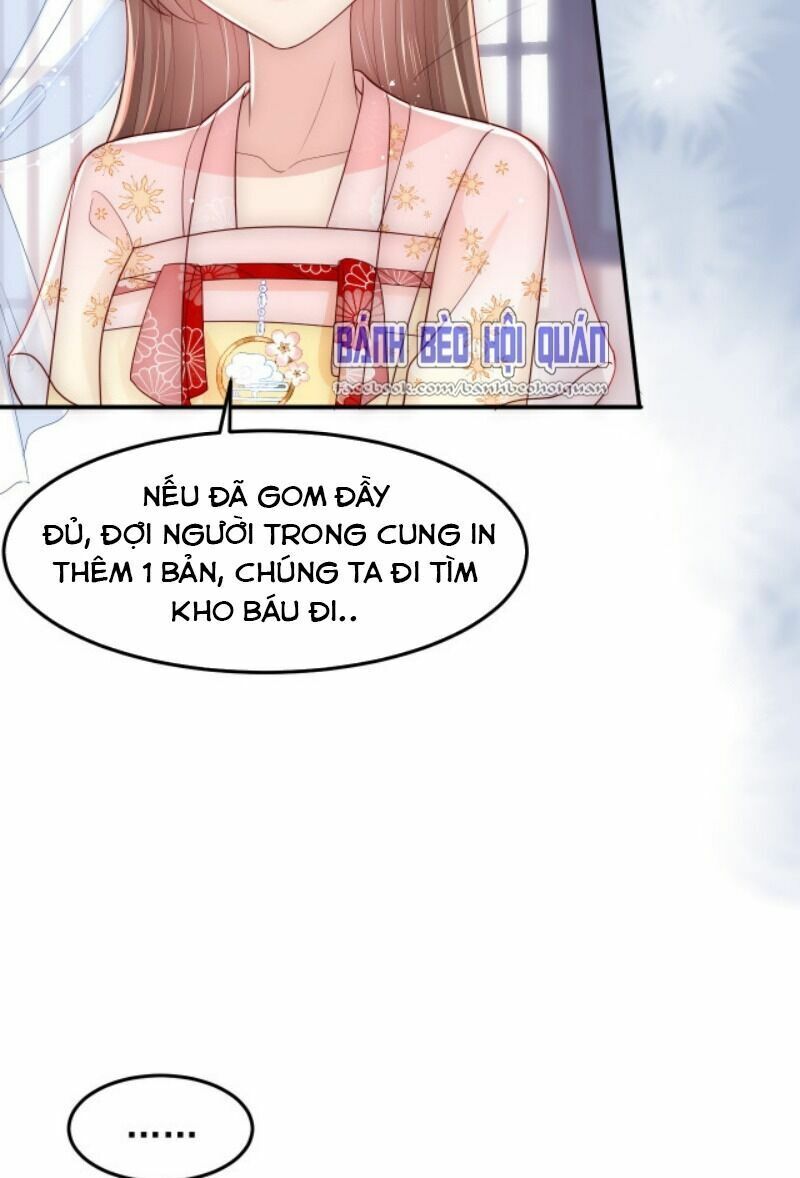 BÁNH BÈO HỘI QUÁN
Facebook.com/banhbeohoiquan
NẾU ĐÃ GOM ĐẦY
ĐỦ, ĐỢI NGƯỜI TRONG CUNG IN
THÊM 1 BẢN, CHÚNG TA ĐI TÌM
KHO BÁU ĐI..
......